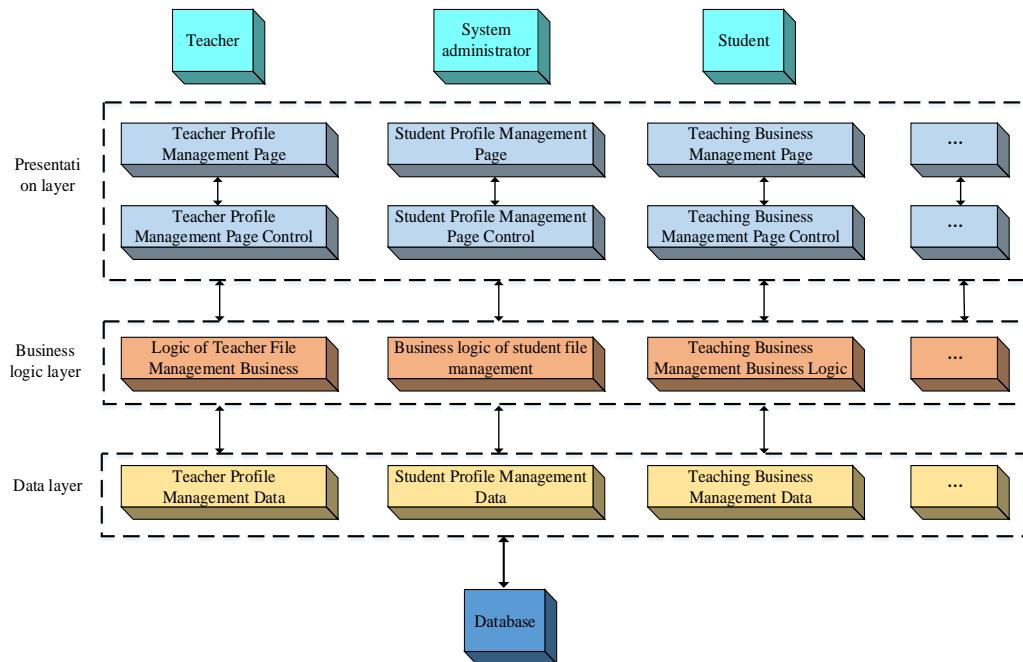 Teacher
System
administrator
Student
Presentati
on layer
Teacher Profile
Management Page
Student Profile Management
Page
Teaching Business
Management Page
...
Teacher Profile
Management Page Control
Student Profile Management
Page Control
Teaching Business
Management Page Control
...
Business
logic layer
Logic of Teacher File
Management Business
Business logic of student file
management
Teaching Business
Management Business Logic
...
Data layer
Teacher Profile
Management Data
Student Profile Management
Data
Teaching Business
Management Data
...
Database